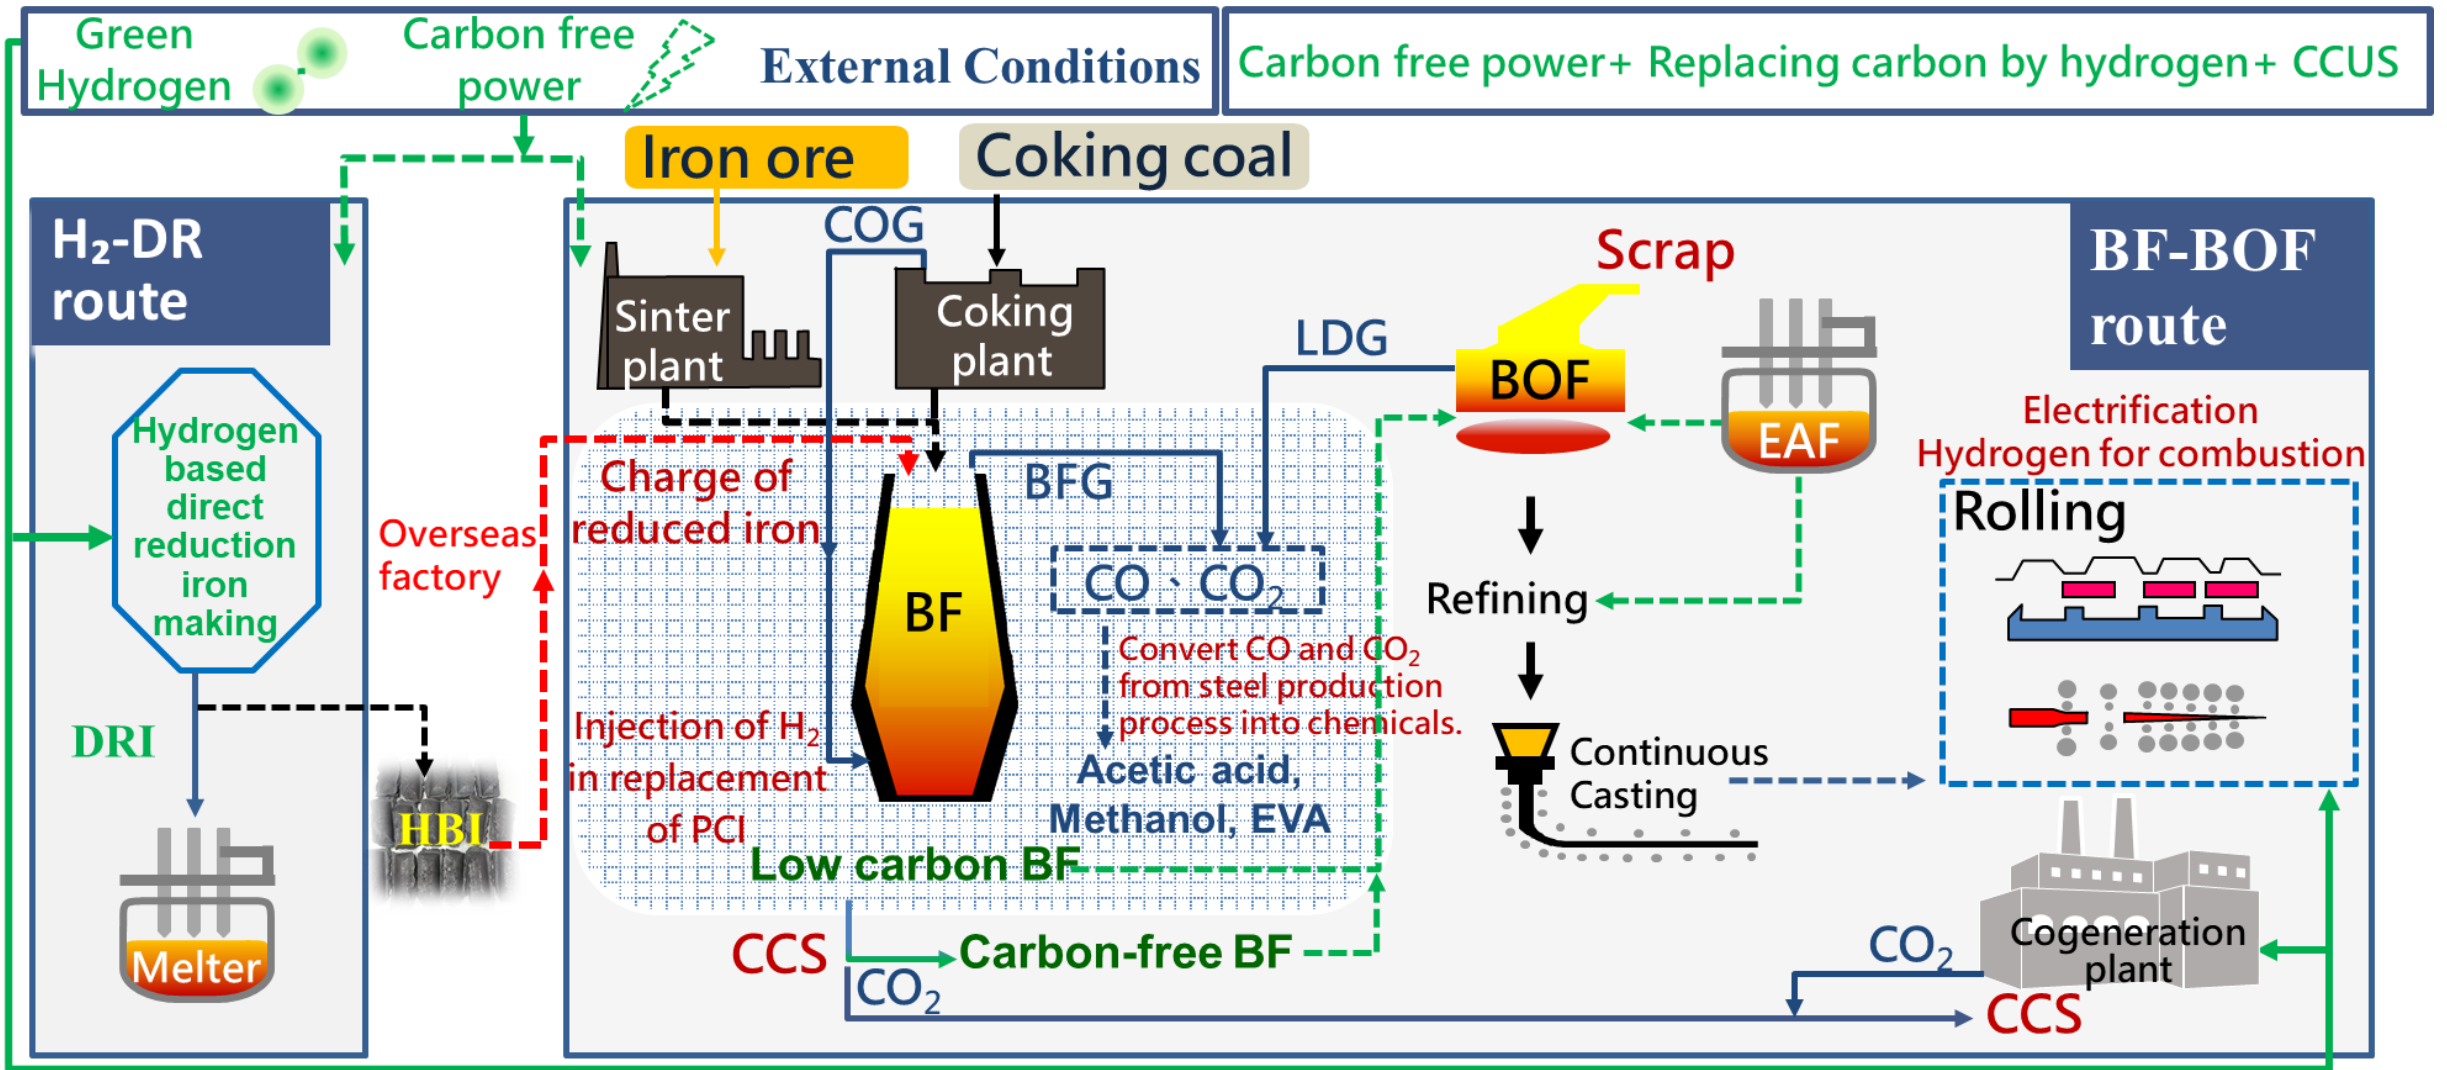 Green
Hydrogen
Carbon free
power
External Conditions
Carbon free power+ Replacing carbon by hydrogen+ CCUS
Iron ore
Coking coal
H₂-DR
route
COG
Scrap
BF-BOF
route
Sinter
plant
Coking
plant
LDG
BOF
EAF
Electrification
Hydrogen for combustion
Hydrogen
based
direct
reduction
iron
making
Overseas
factory
Charge of
reduced iron
BFG
BF
CO、CO₂
Refining
Rolling
Convert CO and CO₂
from steel production
process into chemicals.
DRI
Injection of H₂
in replacement
of PCI
Acetic acid,
Methanol, EVA
Continuous
Casting
HBI
Low carbon BF
Melter
CCS
Carbon-free BF
CO₂
CO₂
Cogeneration
plant
CCS